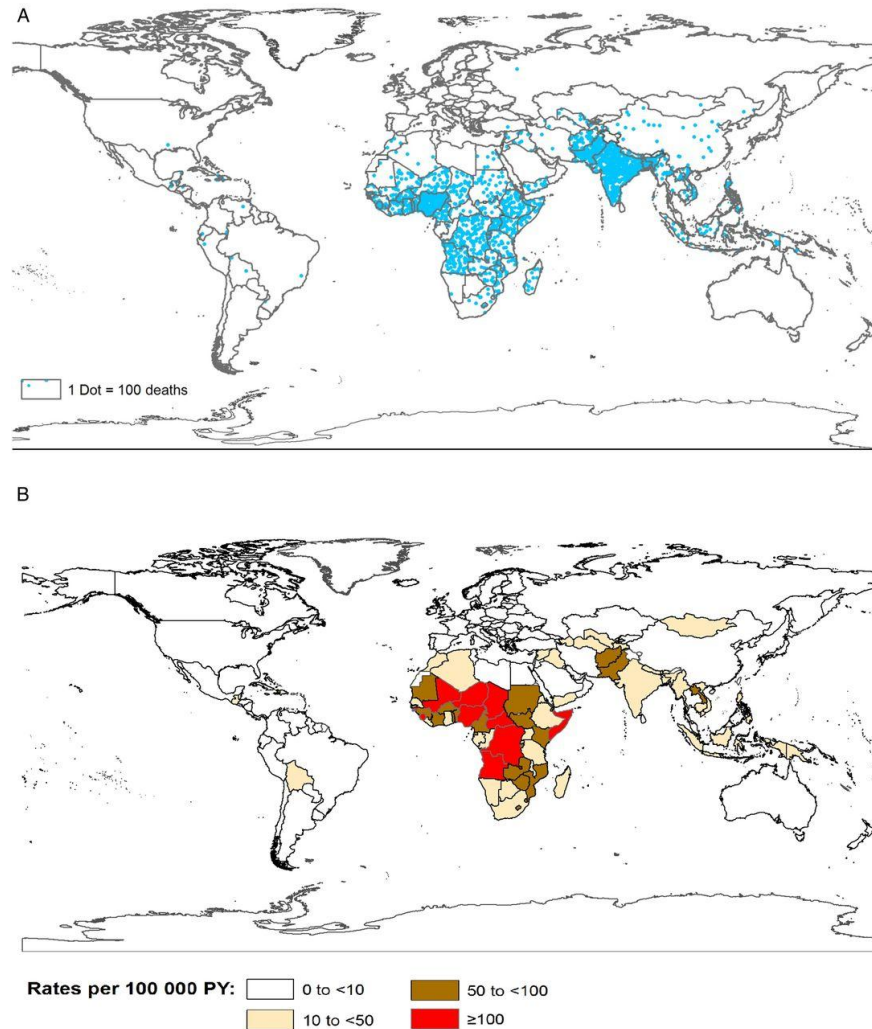 A
1 Dot = 100 deaths
B
Rates per 100 000 PY:
0 to <10
50 to <100
10 to <50
≥100